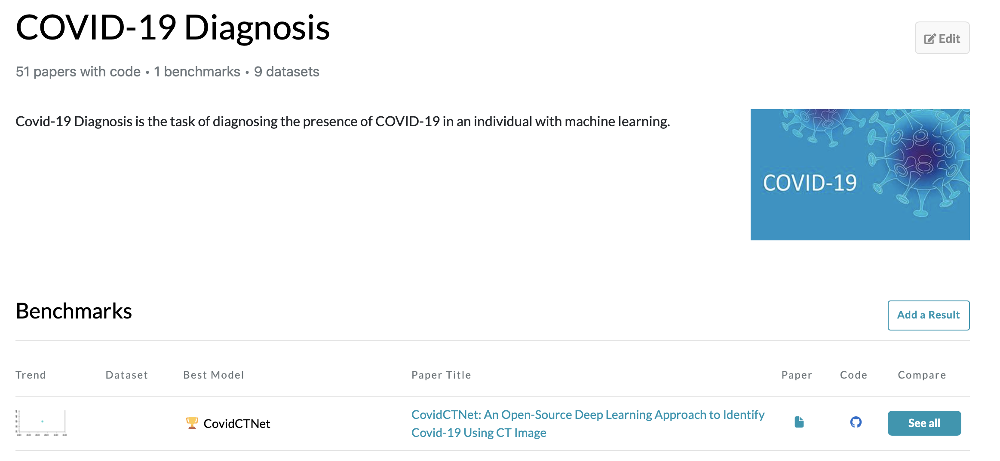 COVID-19 Diagnosis
Edit
51 papers with code • 1 benchmarks • 9 datasets
Covid-19 Diagnosis is the task of diagnosing the presence of COVID-19 in an individual with machine learning.
COVID-19
Benchmarks
Add a Result
Trend Dataset Best Model Paper Title Paper Code Compare
CovidCTNet
CovidCTNet: An Open-Source Deep Learning Approach to Identify
Covid-19 Using CT Image
See all